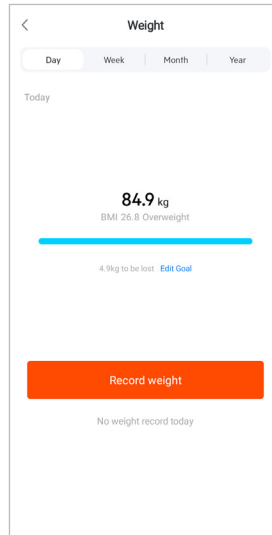 Weight
Day Week Month Year
Today
84.9 kg
BMI 26.8 Overweight
4.9kg to be lost Edit Goal
Record weight
No weight record today